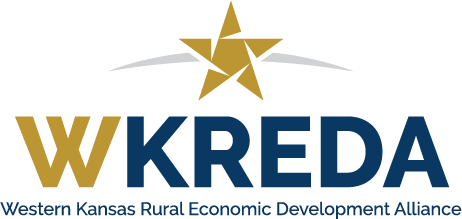 WKREDA
Western Kansas Rural Economic Development Alliance